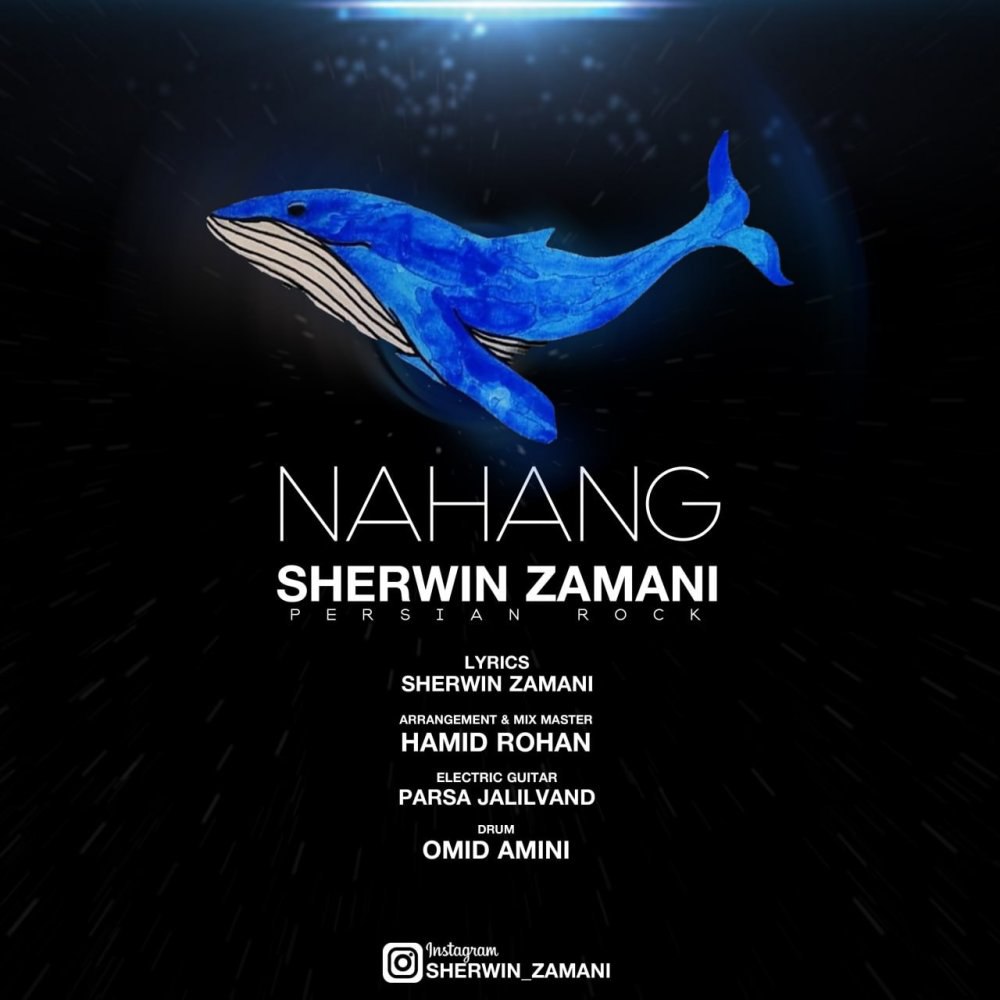 NAHANG
SHERWIN ZAMANI
PERSIAN ROCK
LYRICS
SHERWIN ZAMANI
ARRANGEMENT & MIX MASTER
HAMID ROHAN
ELECTRIC GUITAR
PARSA JALILVAND
DRUM
OMID AMINI
Instagram
SHERWIN_ZAMANI